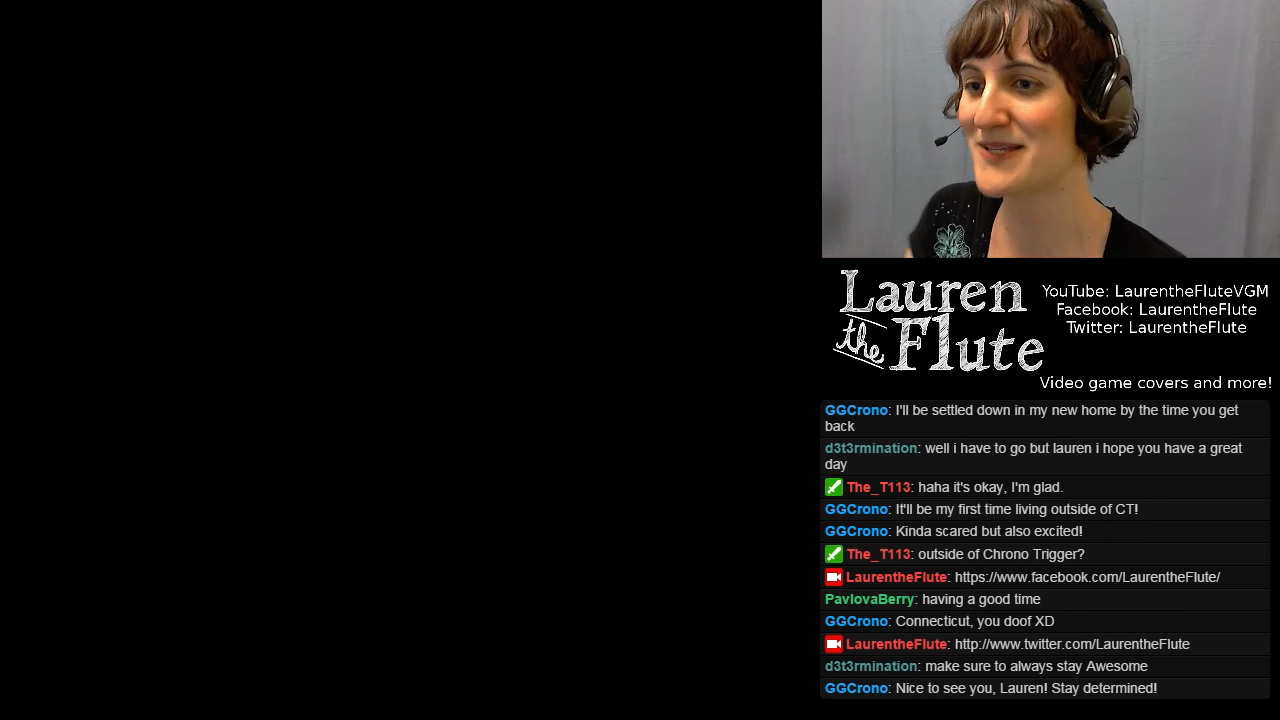 Lauren
the
Flute
YouTube: LaurentheFluteVGM
Facebook: LaurentheFlute
Twitter: LaurentheFlute
Video game covers and more!
GGCrono: I'll be settled down in my new home by the time you get
back
d3t3rmination: well i have to go but lauren i hope you have a great
day
The_T113: haha it's okay, I'm glad.
GGCrono: It'll be my first time living outside of CT!
GGCrono: Kinda scared but also excited!
The_T113: outside of Chrono Trigger?
LaurentheFlute: https://www.facebook.com/LaurentheFlute/
PavlovaBerry: having a good time
GGCrono: Connecticut, you doof XD
LaurentheFlute: http://www.twitter.com/LaurentheFlute
d3t3rmination: make sure to always stay Awesome
GGCrono: Nice to see you, Lauren! Stay determined!